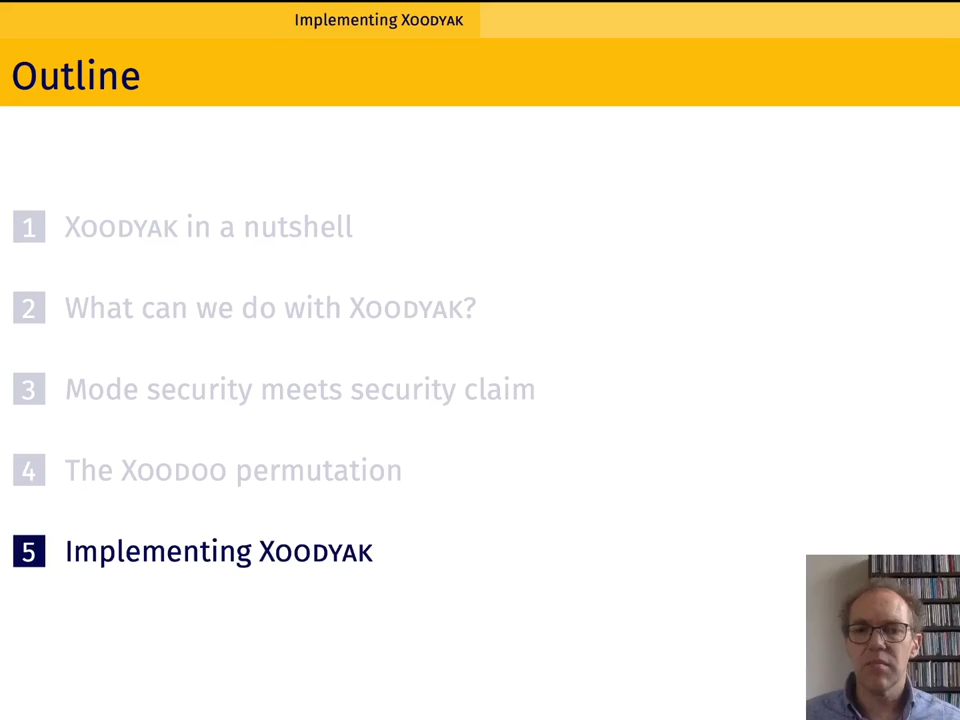 Implementing Xoodyak
Outline
1 Xoodyak in a nutshell
2 What can we do with Xoodyak?
3 Mode security meets security claim
4 The Xoodoo permutation
5 Implementing Xoodyak